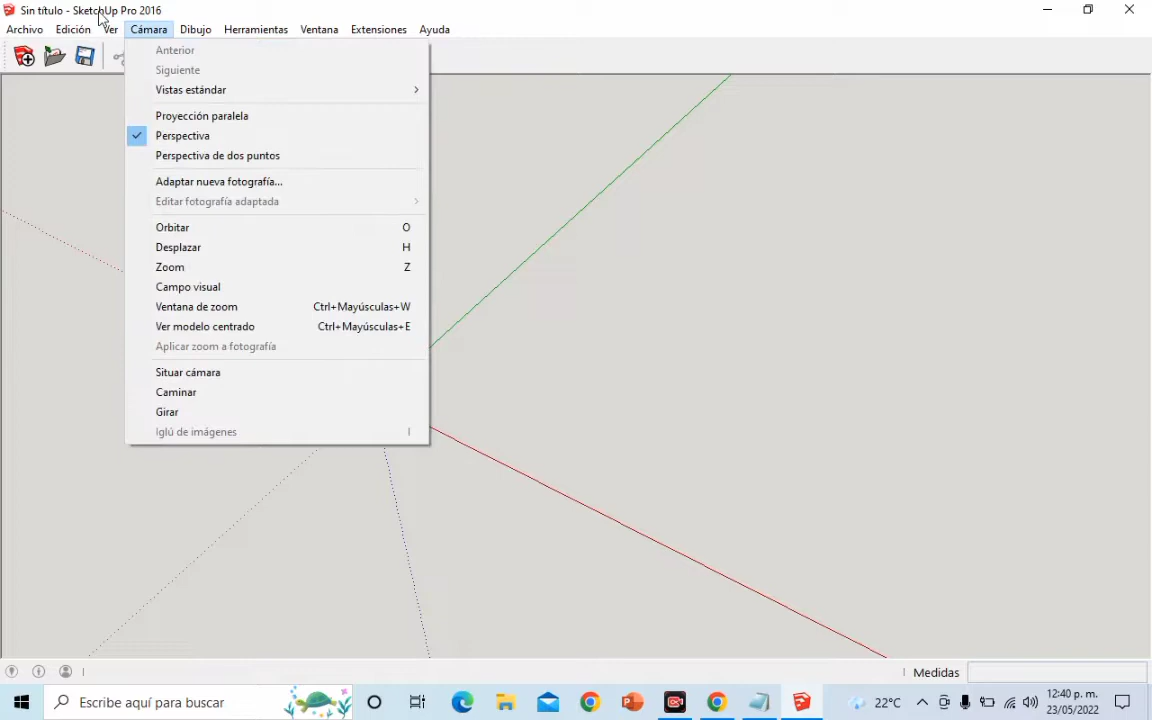 Sin título - SketchUp Pro 2016
Archivo Edición Ver Cámara Dibujo Herramientas Ventana Extensiones Ayuda
Anterior
Siguiente
Vistas estándar
Proyección paralela
Perspectiva
Perspectiva de dos puntos
Adaptar nueva fotografía...
Editar fotografía adaptada
Orbitar O
Desplazar H
Zoom Z
Campo visual
Ventana de zoom Ctrl+Mayúsculas+W
Ver modelo centrado Ctrl+Mayúsculas+E
Aplicar zoom a fotografía
Situar cámara
Caminar
Girar
Iglú de imágenes I
Medidas
Escribe aquí para buscar
22°C
12:40 p. m.
23/05/2022